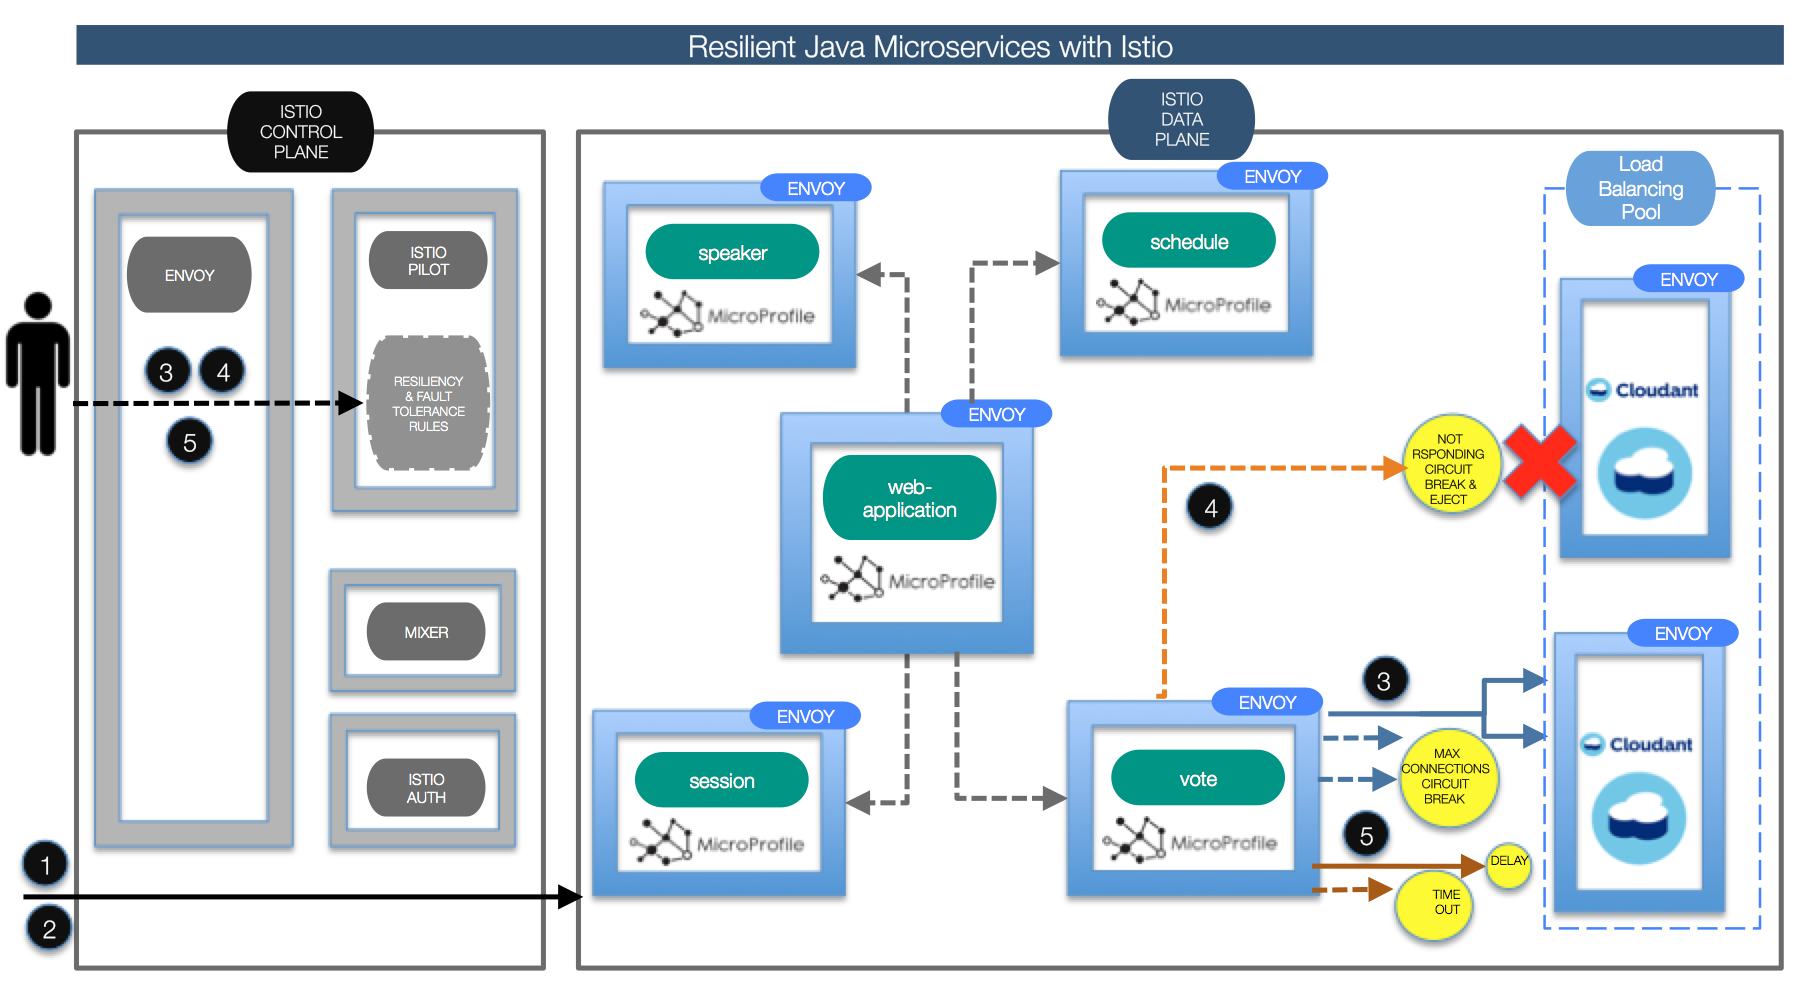 Resilient Java Microservices with Istio
ISTIO
CONTROL
PLANE
ENVOY
3
4
5
ISTIO
PILOT
RESILIENCY
& FAULT
TOLERANCE
RULES
MIXER
ISTIO
AUTH
1
2
ISTIO
DATA
PLANE
ENVOY
speaker
MicroProfile
ENVOY
schedule
MicroProfile
ENVOY
web-
application
MicroProfile
ENVOY
session
MicroProfile
ENVOY
vote
MicroProfile
4
NOT
RSPONDING
CIRCUIT
BREAK &
EJECT
3
MAX
CONNECTIONS
CIRCUIT
BREAK
5
DELAY
TIME
OUT
Load
Balancing
Pool
ENVOY
Cloudant
ENVOY
Cloudant